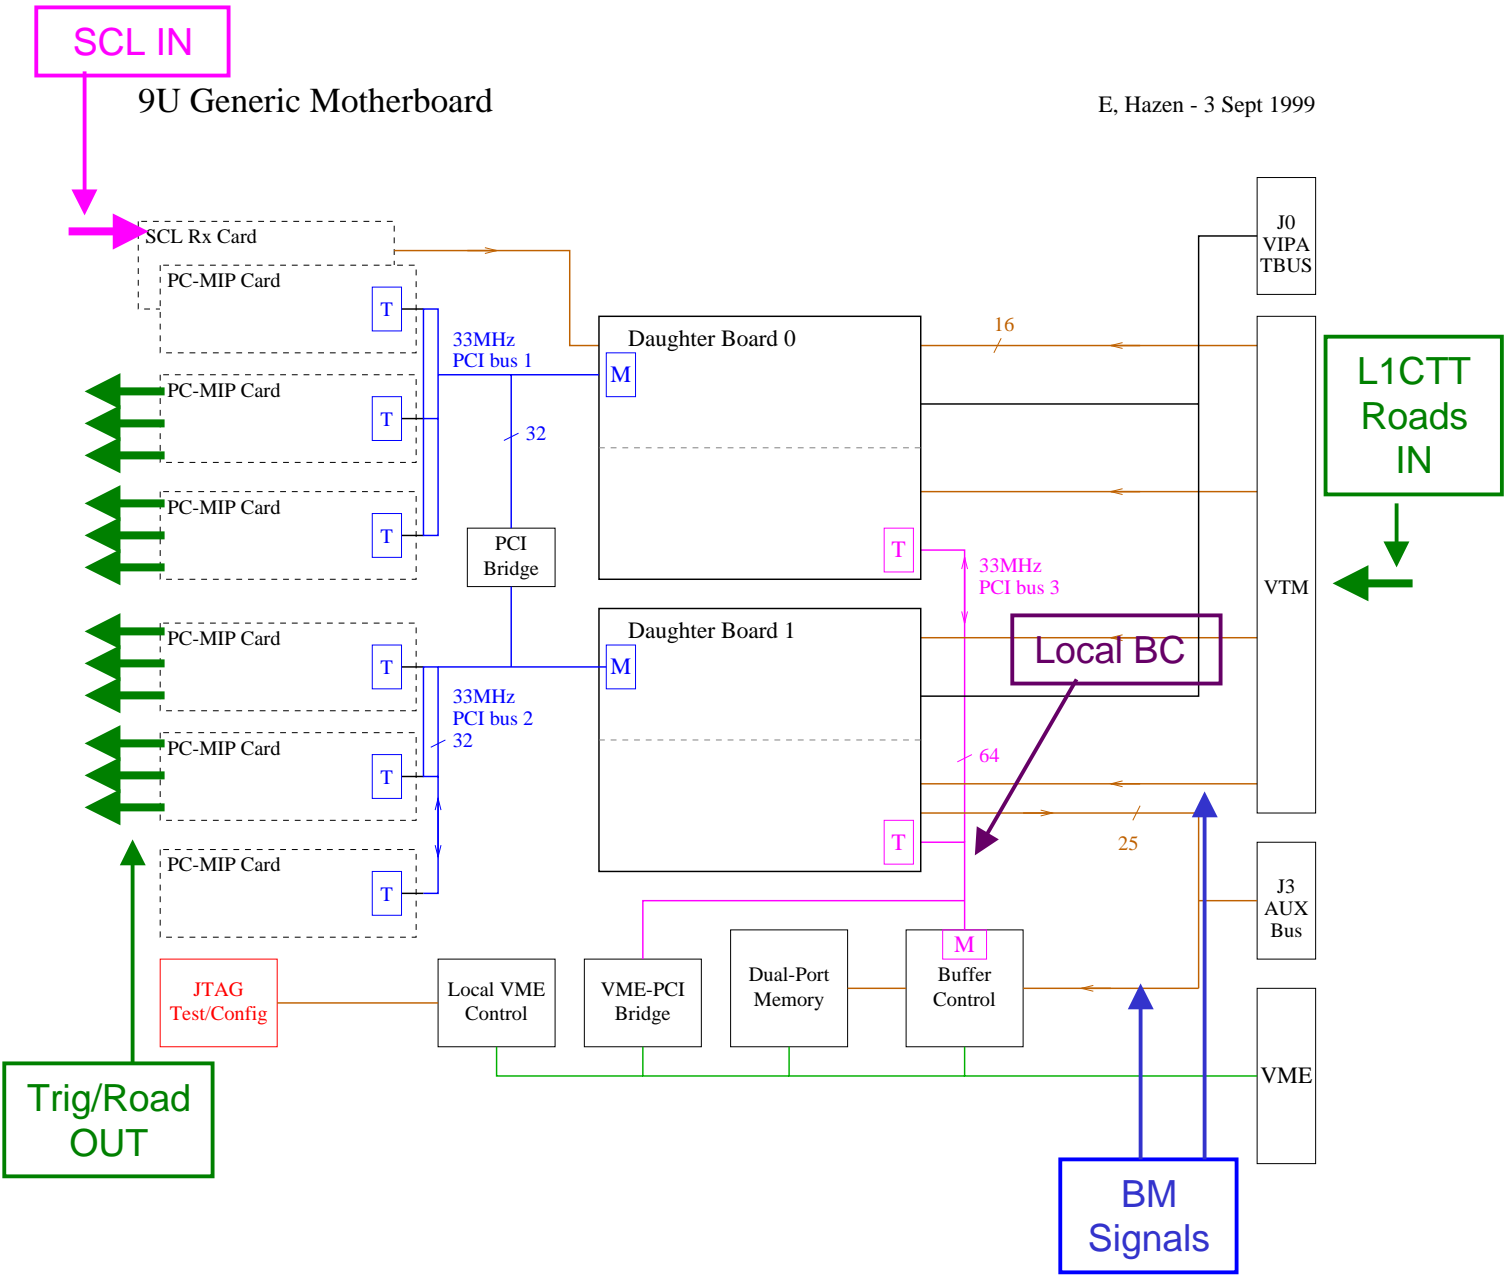 SCL IN
9U Generic Motherboard
E, Hazen - 3 Sept 1999
J0
VIPA
TBUS
SCL Rx Card
PC-MIP Card
T
33MHz
PCI bus 1
Daughter Board 0
M
16
L1CTT
Roads
IN
PC-MIP Card
T
32
PC-MIP Card
T
PCI
Bridge
T
33MHz
PCI bus 3
VTM
PC-MIP Card
T
33MHz
PCI bus 2
32
Daughter Board 1
M
Local BC
PC-MIP Card
T
64
25
T
PC-MIP Card
T
J3
AUX
Bus
JTAG
Test/Config
Local VME
Control
VME-PCI
Bridge
Dual-Port
Memory
M
Buffer
Control
VME
Trig/Road
OUT
BM
Signals